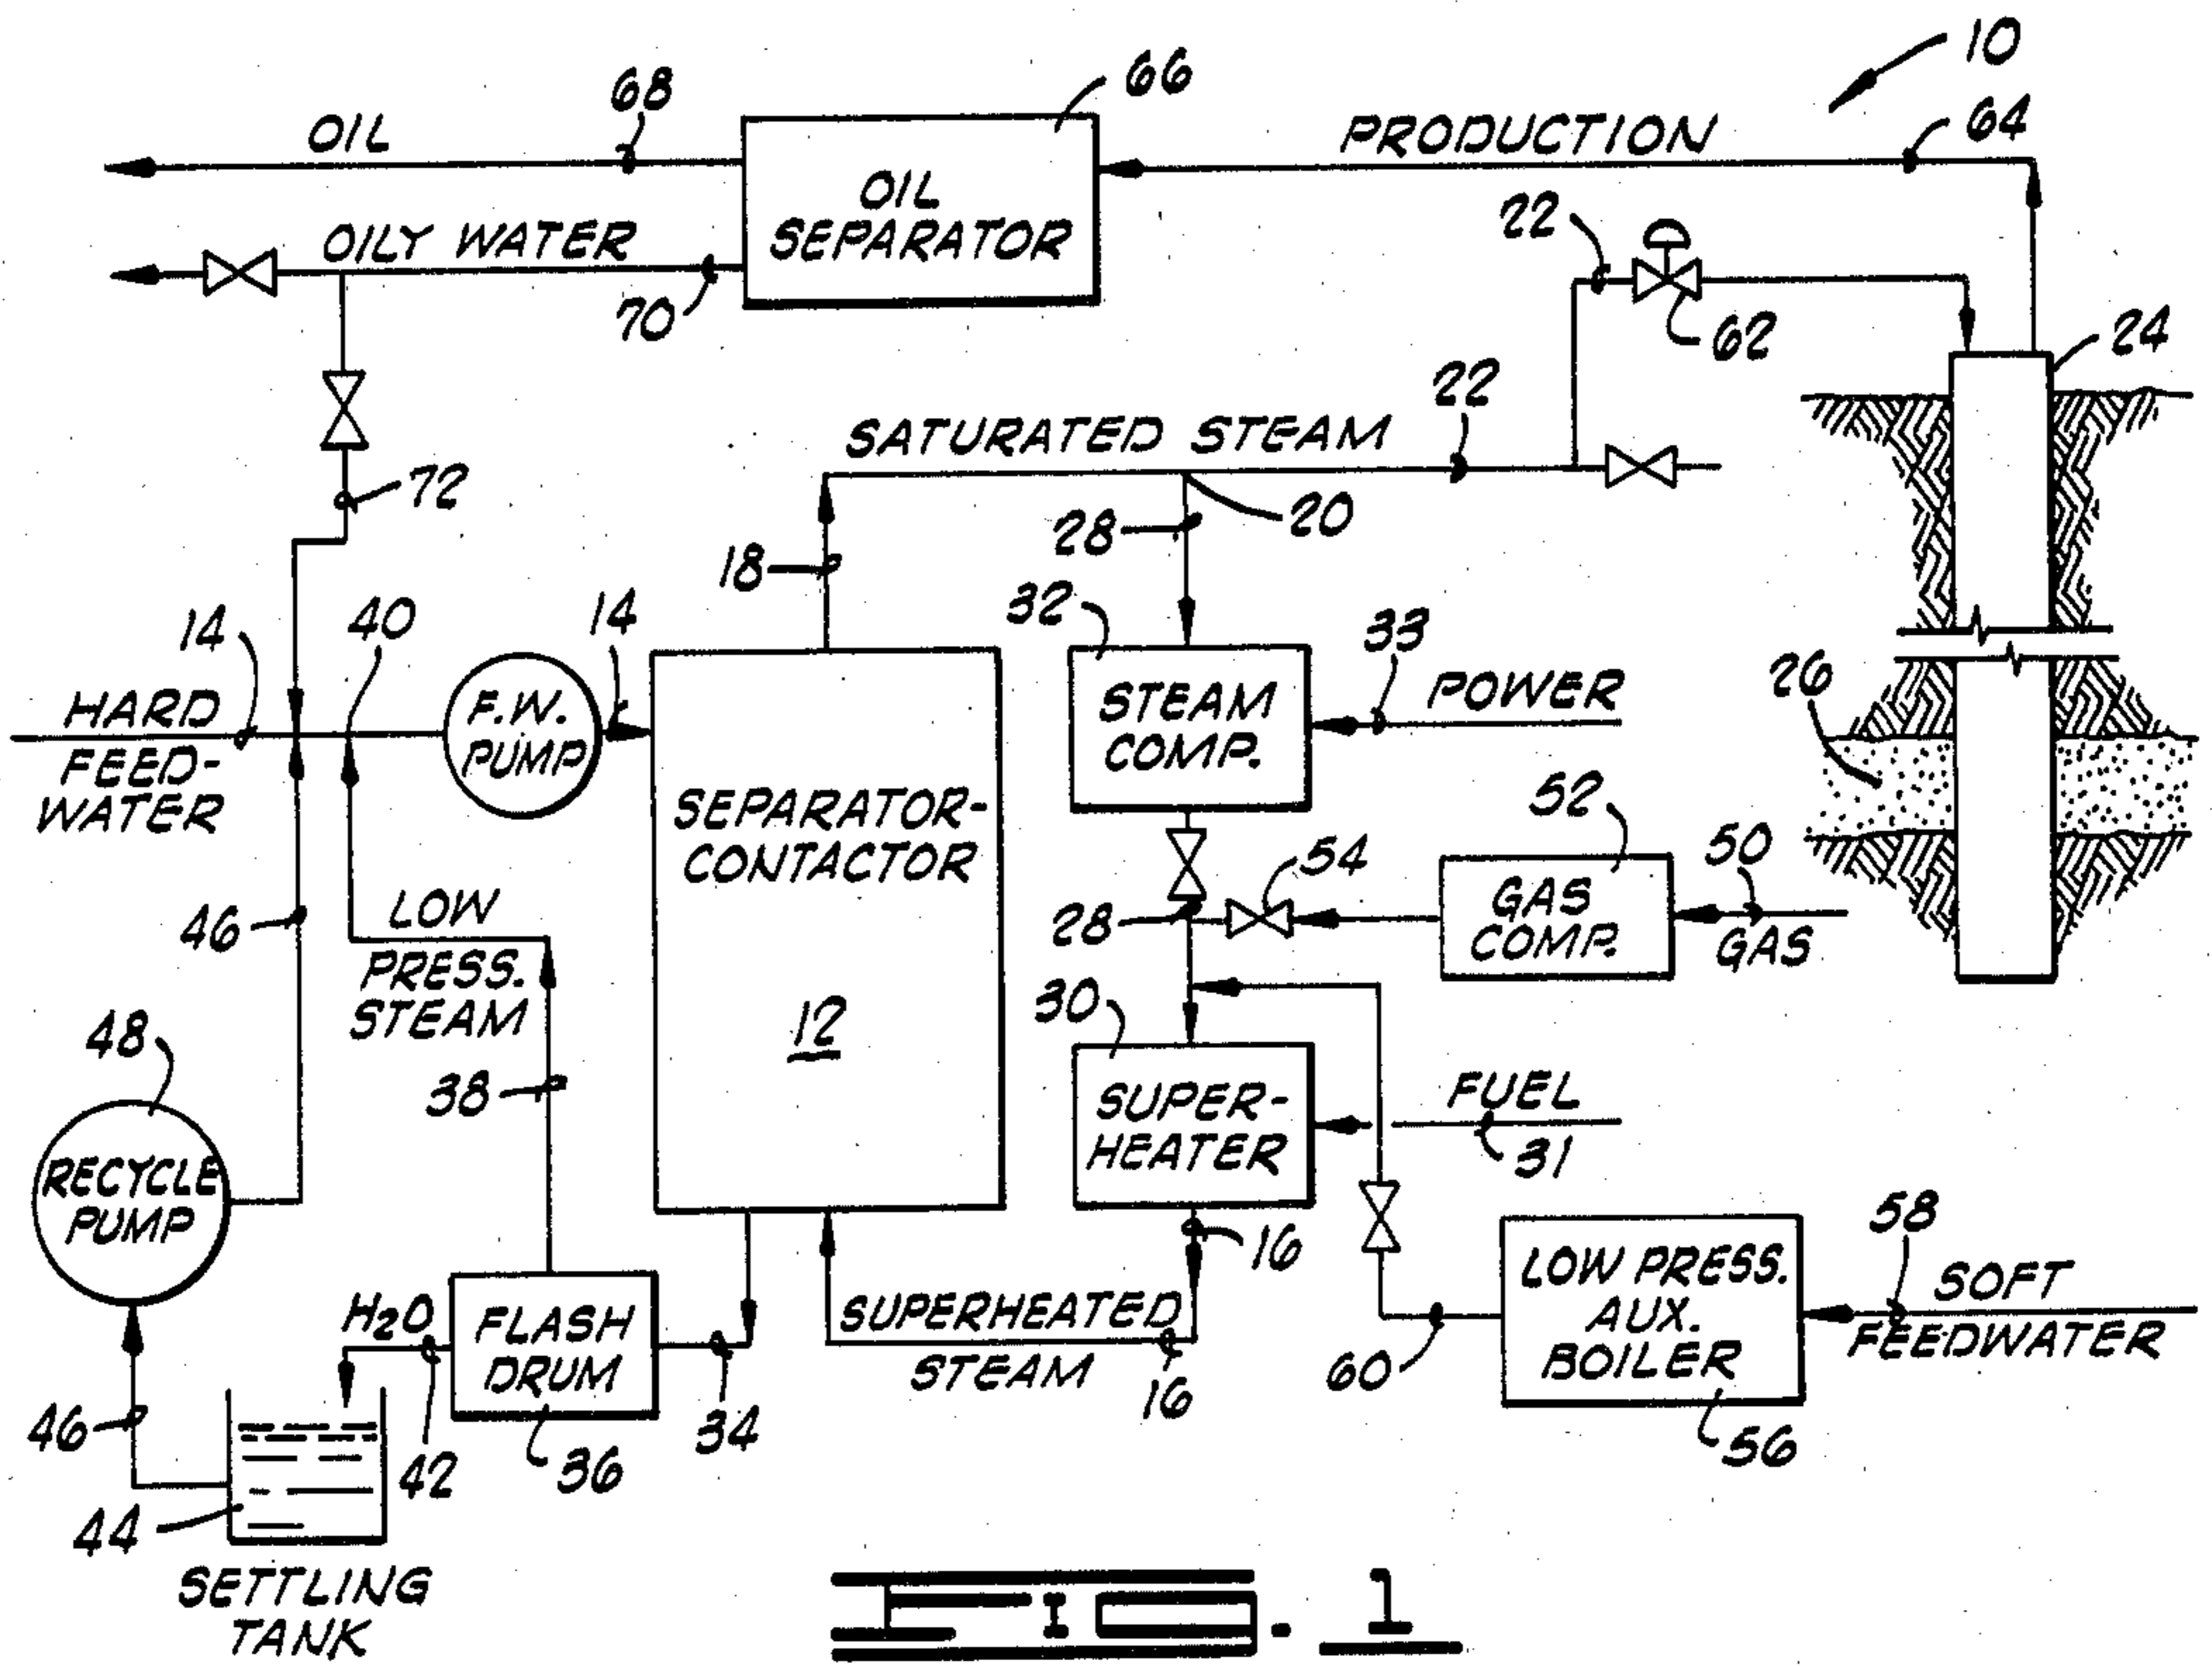 10
66
68
64
OIL
PRODUCTION
OIL
SEPARATOR
22
OILY WATER
70
62
24
22
SATURATED STEAM
72
28
20
18
32
33
14
40
14
HARD
FEED-
WATER
F.W.
PUMP
STEAM
COMP.
POWER
26
SEPARATOR-
CONTACTOR
52
54
50
46
LOW
PRESS.
STEAM
28
GAS
COMP.
GAS
12
30
48
38
SUPER-
HEATER
FUEL
31
RECYCLE
PUMP
16
58
H2O
FLASH
DRUM
SUPERHEATED
STEAM
LOW PRESS.
AUX.
BOILER
SOFT
FEEDWATER
60
16
46
42
36
34
56
44
SETTLING
TANK
FIG. 1